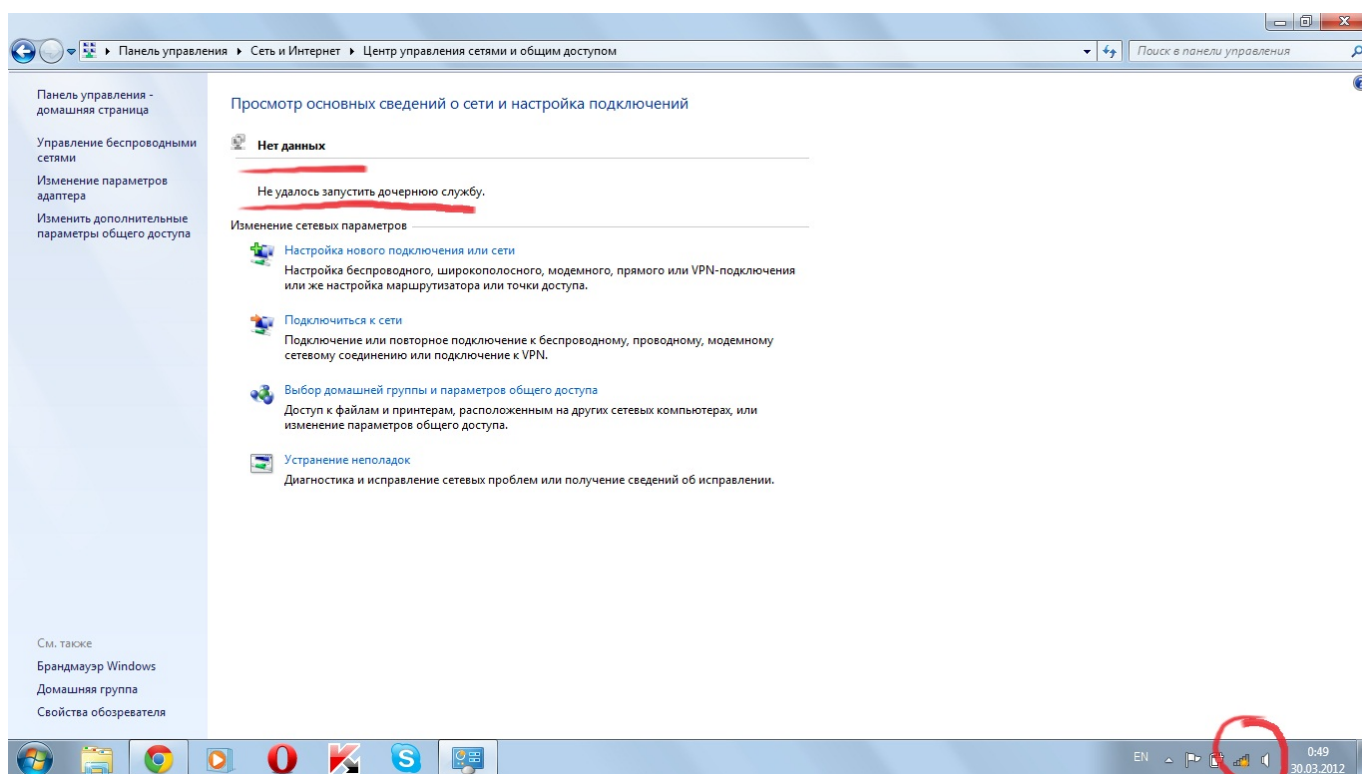 Панель управления ▸ Сеть и Интернет ▸ Центр управления сетями и общим доступом
Поиск в панели управления
Панель управления -
домашняя страница
Управление беспроводными
сетями
Изменение параметров
адаптера
Изменить дополнительные
параметры общего доступа
Просмотр основных сведений о сети и настройка подключений
Нет данных
Не удалось запустить дочернюю службу.
Изменение сетевых параметров
Настройка нового подключения или сети
Настройка беспроводного, широкополосного, модемного, прямого или VPN-подключения
или же настройка маршрутизатора или точки доступа.
Подключиться к сети
Подключение или повторное подключение к беспроводному, проводному, модемному
сетевому соединению или подключение к VPN.
Выбор домашней группы и параметров общего доступа
Доступ к файлам и принтерам, расположенным на других сетевых компьютерах, или
изменение параметров общего доступа.
Устранение неполадок
Диагностика и исправление сетевых проблем или получение сведений об исправлении.
См. также
Брандмауэр Windows
Домашняя группа
Свойства обозревателя
EN
0:49
30.03.2012